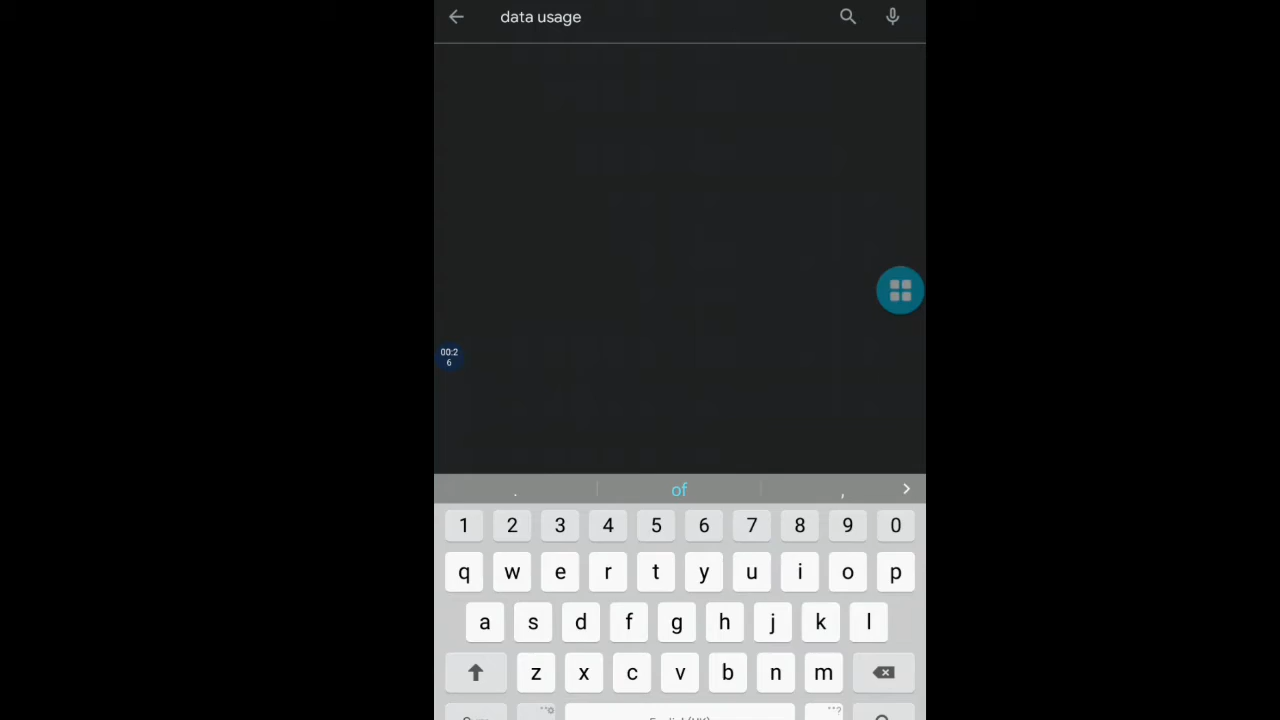 data usage
00:2
6
. of ,
1 2 3 4 5 6 7 8 9 0
q w e r t y u i o p
a s d f g h j k l
z x c v b n m